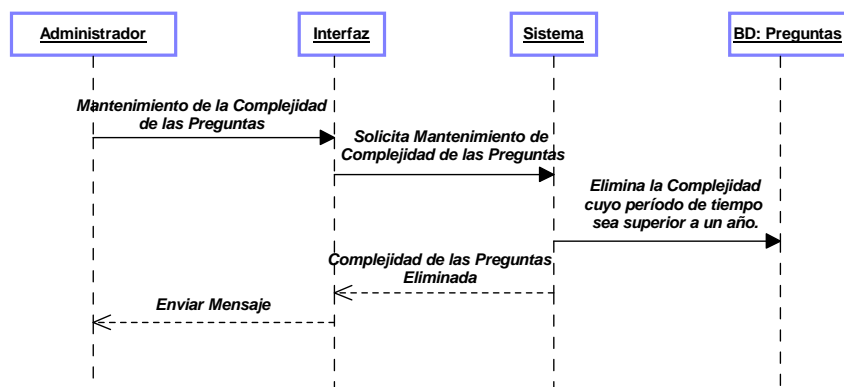 Administrador
Interfaz
Sistema
BD: Preguntas
Mantenimiento de la Complejidad
de las Preguntas
Solicita Mantenimiento de
Complejidad de las Preguntas
Elimina la Complejidad
cuyo período de tiempo
sea superior a un año.
Complejidad de las Preguntas
Eliminada
Enviar Mensaje